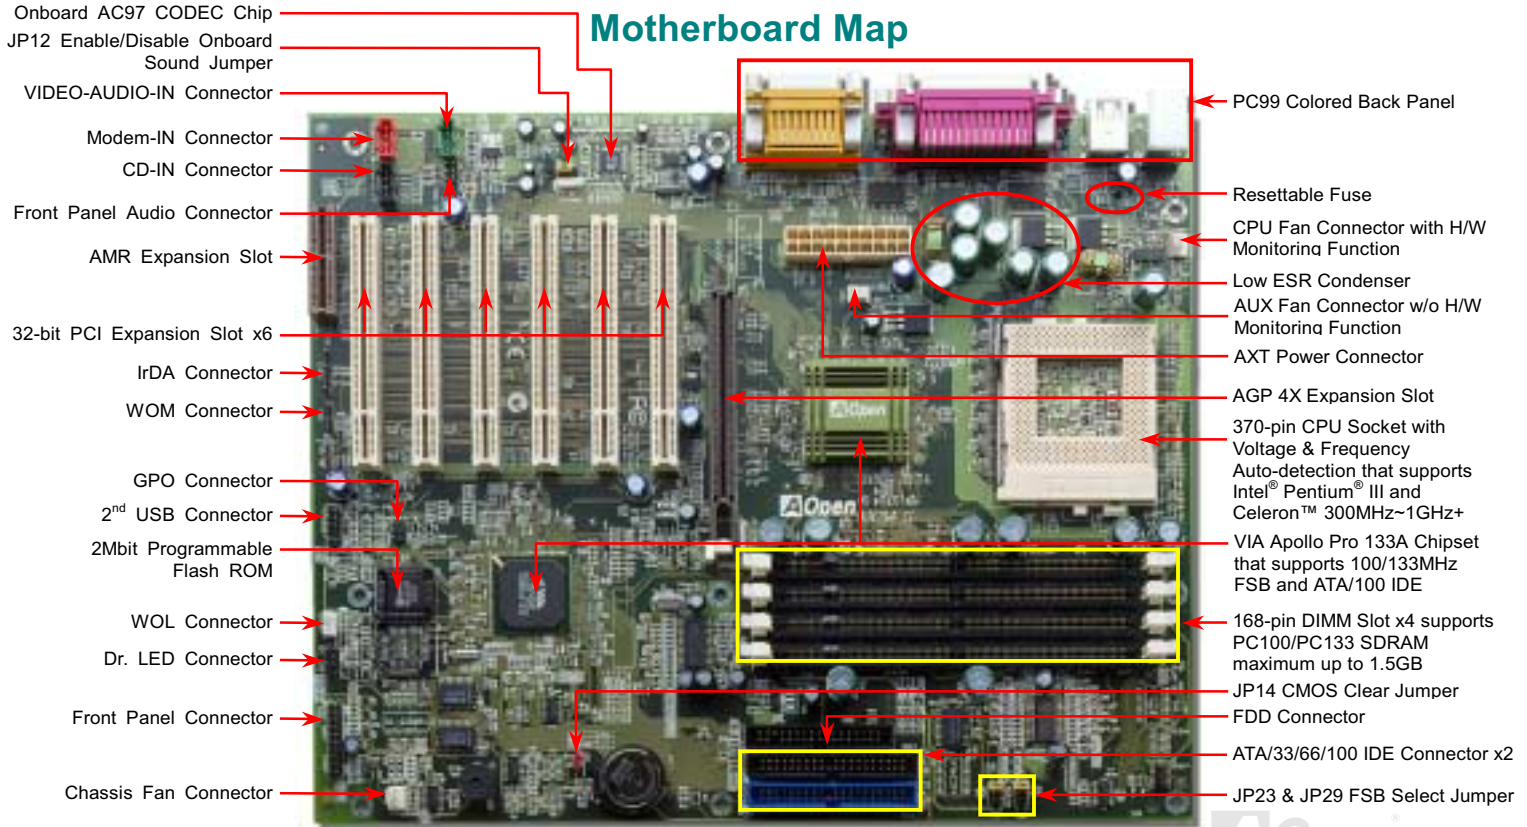 Motherboard Map
Onboard AC97 CODEC Chip
JP12 Enable/Disable Onboard
Sound Jumper
VIDEO-AUDIO-IN Connector
Modem-IN Connector
CD-IN Connector
Front Panel Audio Connector
AMR Expansion Slot
32-bit PCI Expansion Slot x6
IrDA Connector
WOM Connector
GPO Connector
2nd USB Connector
2Mbit Programmable
Flash ROM
WOL Connector
Dr. LED Connector
Front Panel Connector
Chassis Fan Connector
PC99 Colored Back Panel
Resettable Fuse
CPU Fan Connector with H/W
Monitoring Function
Low ESR Condenser
AUX Fan Connector w/o H/W
Monitoring Function
AXT Power Connector
AGP 4X Expansion Slot
370-pin CPU Socket with
Voltage & Frequency
Auto-detection that supports
Intel® Pentium® III and
Celeron™ 300MHz~1GHz+
VIA Apollo Pro 133A Chipset
that supports 100/133MHz
FSB and ATA/100 IDE
168-pin DIMM Slot x4 supports
PC100/PC133 SDRAM
maximum up to 1.5GB
JP14 CMOS Clear Jumper
FDD Connector
ATA/33/66/100 IDE Connector x2
JP23 & JP29 FSB Select Jumper
AOpen
AOpen